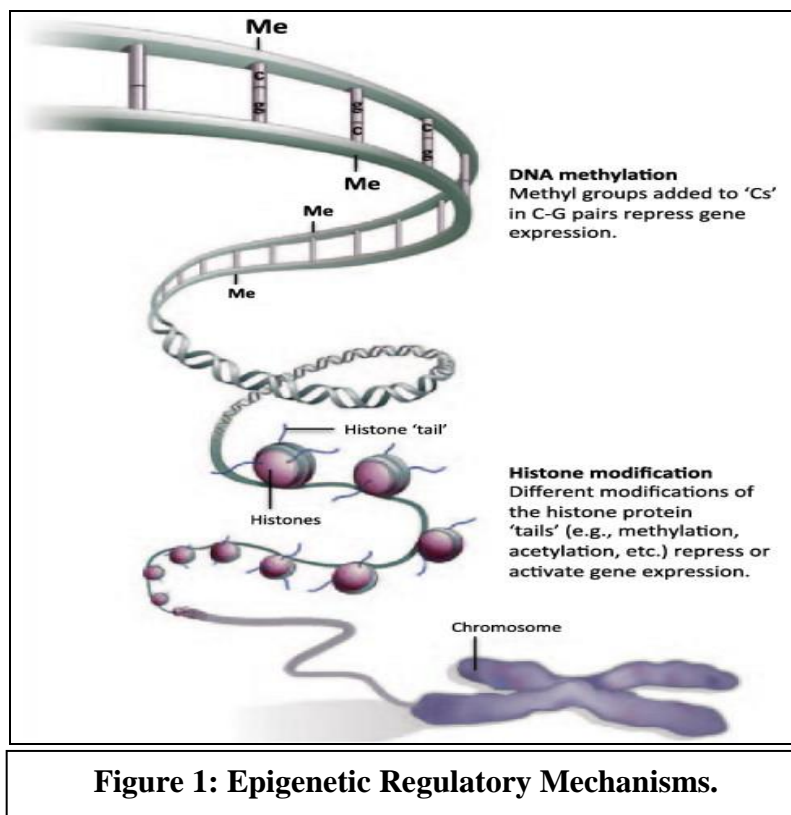 Me
Me
Me
Me
C
G
G
C
C
G
DNA methylation
Methyl groups added to ‘Cs’
in C-G pairs repress gene
expression.
Histone ‘tail’
Histones
Histone modification
Different modifications of
the histone protein
‘tails’ (e.g., methylation,
acetylation, etc.) repress or
activate gene expression.
Chromosome
Figure 1: Epigenetic Regulatory Mechanisms.